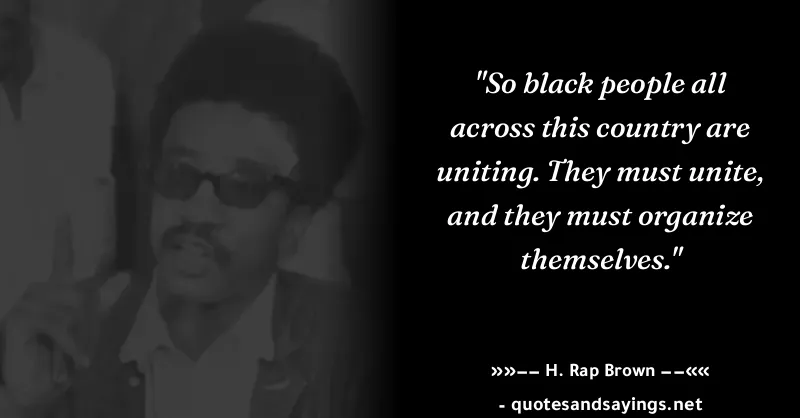 "So black people all
across this country are
uniting. They must unite,
and they must organize
themselves."
»»−− H. Rap Brown −−««
- quotesandsayings.net